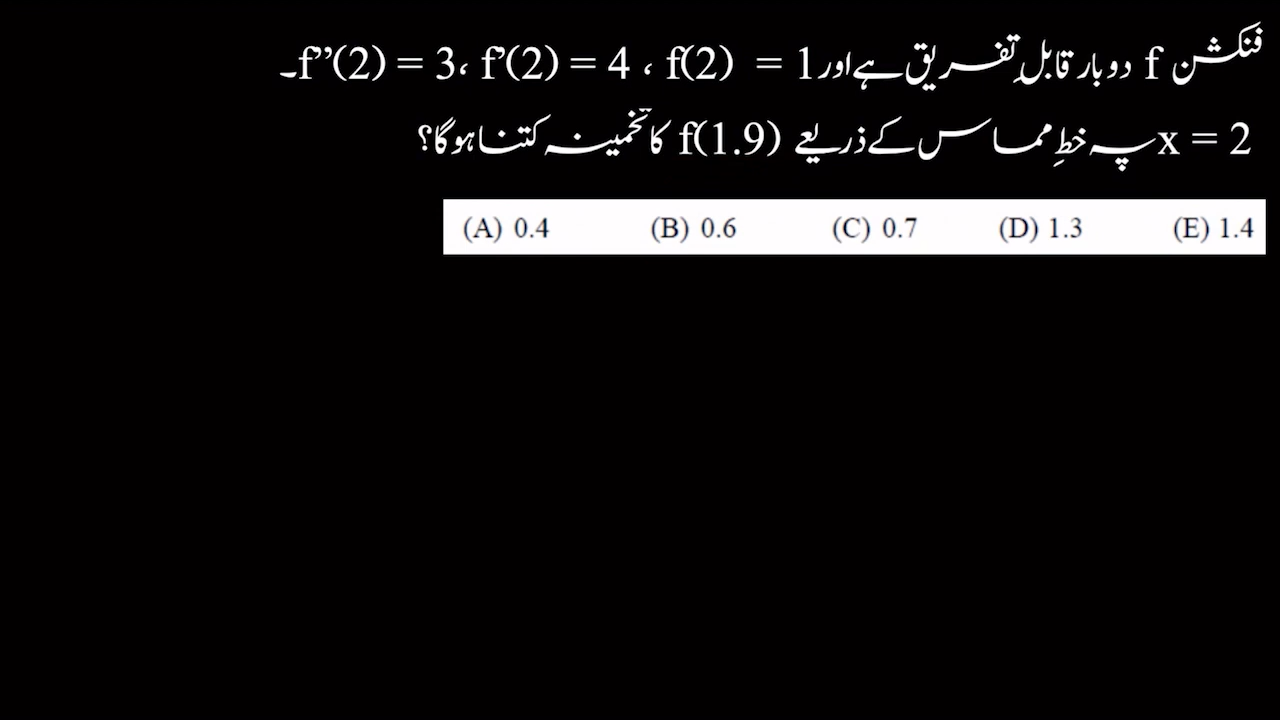 فنکشن f دو بار قابلِ تفریق ہے اور f(2) = 1 ، f’(2) = 4 ،f’’(2) = 3۔
x = 2 پہ خطِ مماس کے ذریعے f(1.9) کا تخمینہ کتنا ہوگا؟
(A) 0.4 (B) 0.6 (C) 0.7 (D) 1.3 (E) 1.4